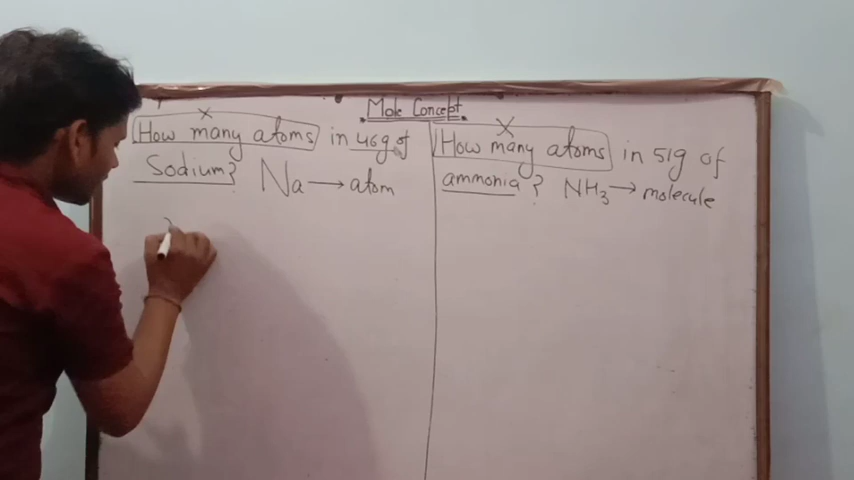 Mole Concept
How many atoms in 46g of
Sodium? Na → atom
How many atoms in 51g of
ammonia? NH3 → molecule